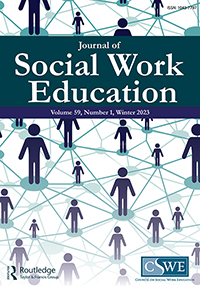 ISSN: 1043-7797
Journal of
Social Work
Education
Volume 59, Number 1, Winter 2023
Routledge
Taylor & Francis Group
CSWE
COUNCIL ON SOCIAL WORK EDUCATION